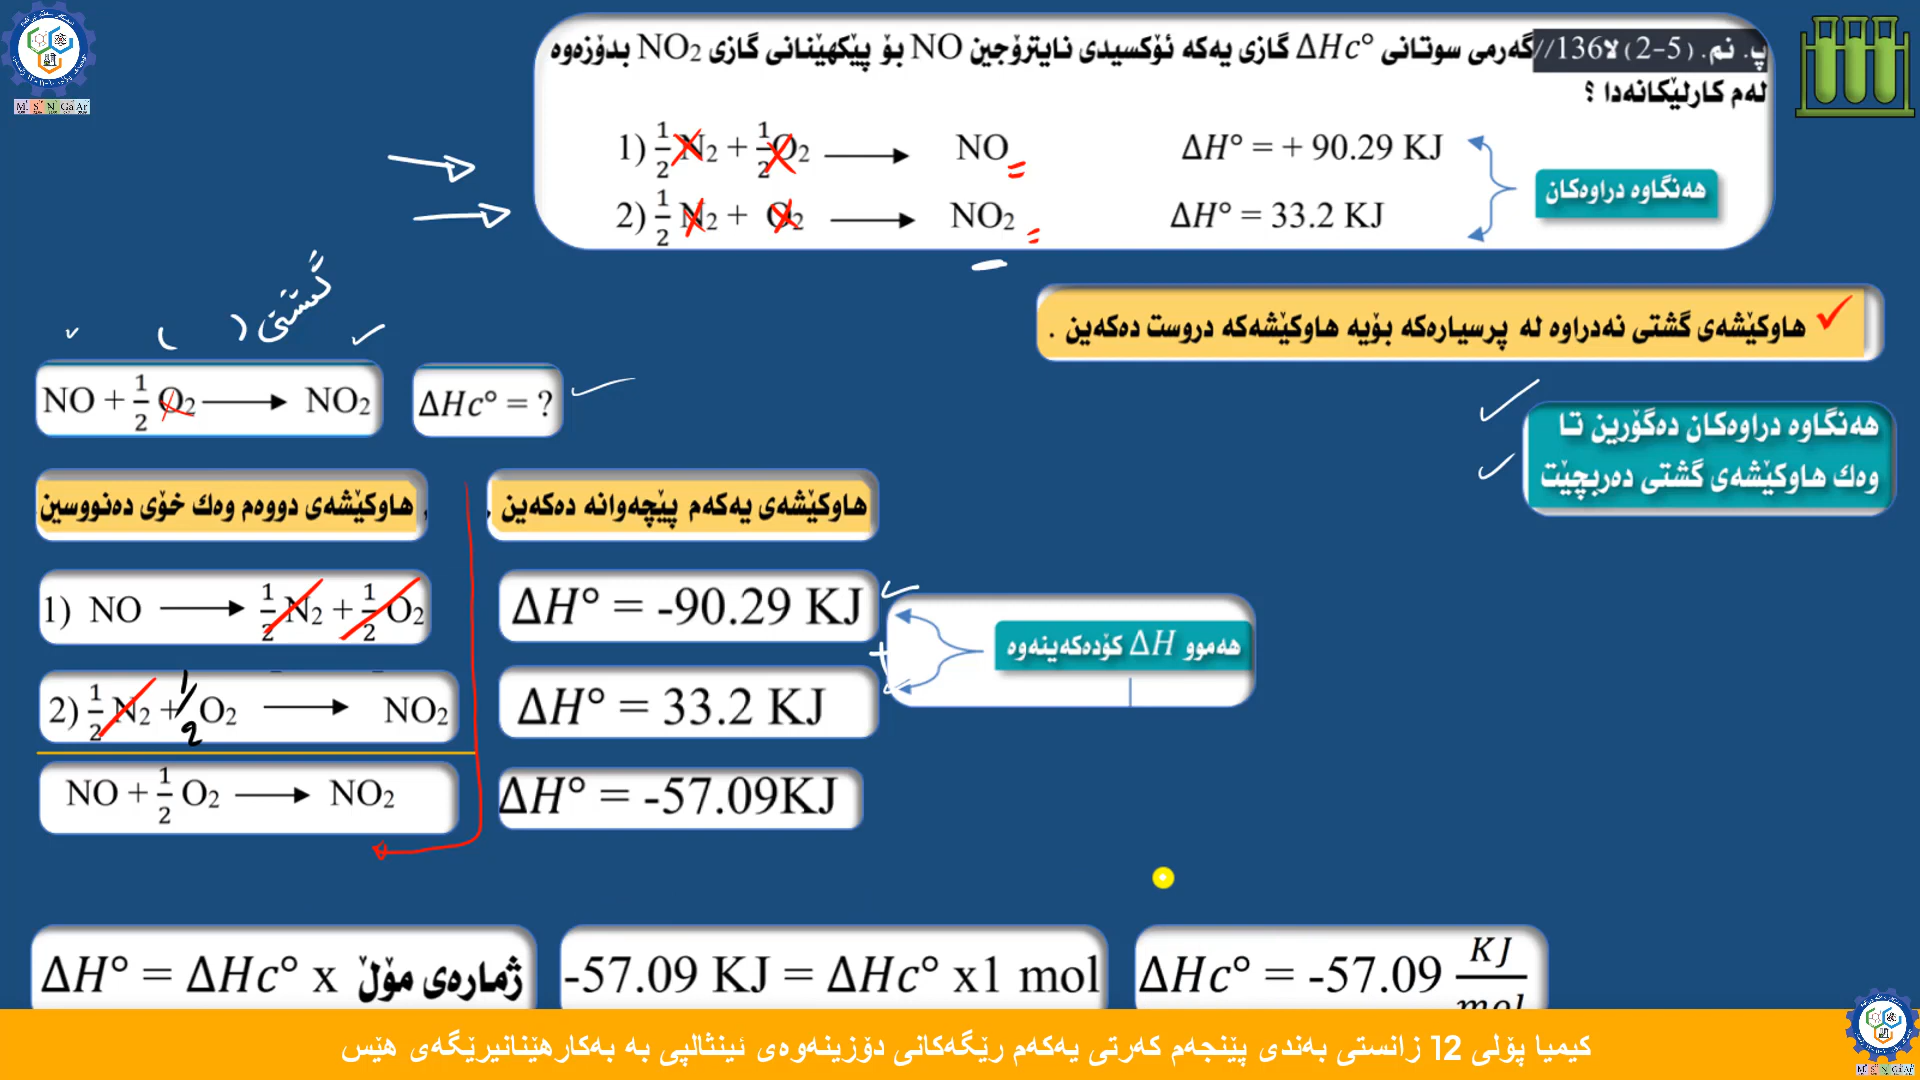 پ. نم. (5-2) لا136// گەرمی سوتانی ΔHc° گازی یەکە ئۆکسیدی نایترۆجین NO بۆ پێکهێنانی گازی NO2 بدۆزەوە
لەم کارلێکانەدا ؟
1) 1/2 N2 + 1/2 O2 → NO ΔH° = + 90.29 KJ
2) 1/2 N2 + O2 → NO2 ΔH° = 33.2 KJ
هەنگاوە دراوەکان
گشتی ( )
هاوکێشەی گشتی نەدراوە لە پرسیارەکە بۆیە هاوکێشەکە دروست دەکەین .
NO + 1/2 O2 → NO2 ΔHc° = ?
هەنگاوە دراوەکان دەگۆڕین تا
وەك هاوکێشەی گشتی دەربچێت
هاوکێشەی یەکەم پێچەوانە دەکەین , هاوکێشەی دووەم وەك خۆی دەنووسین
1) NO → 1/2 N2 + 1/2 O2 ΔH° = -90.29 KJ
+
هەموو ΔH کۆدەکەینەوە
2) 1/2 N2 + 1/2 O2 → NO2 ΔH° = 33.2 KJ
NO + 1/2 O2 → NO2 ΔH° = -57.09KJ
ΔH° = ΔHc° x ژمارەی مۆڵ
-57.09 KJ = ΔHc° x1 mol
ΔHc° = -57.09 KJ/mol
کیمیا پۆلی 12 زانستی بەندی پێنجەم کەرتی یەکەم رێگەکانی دۆزینەوەی ئینثالپی بە بەکارهێنانیرێگەی هێس